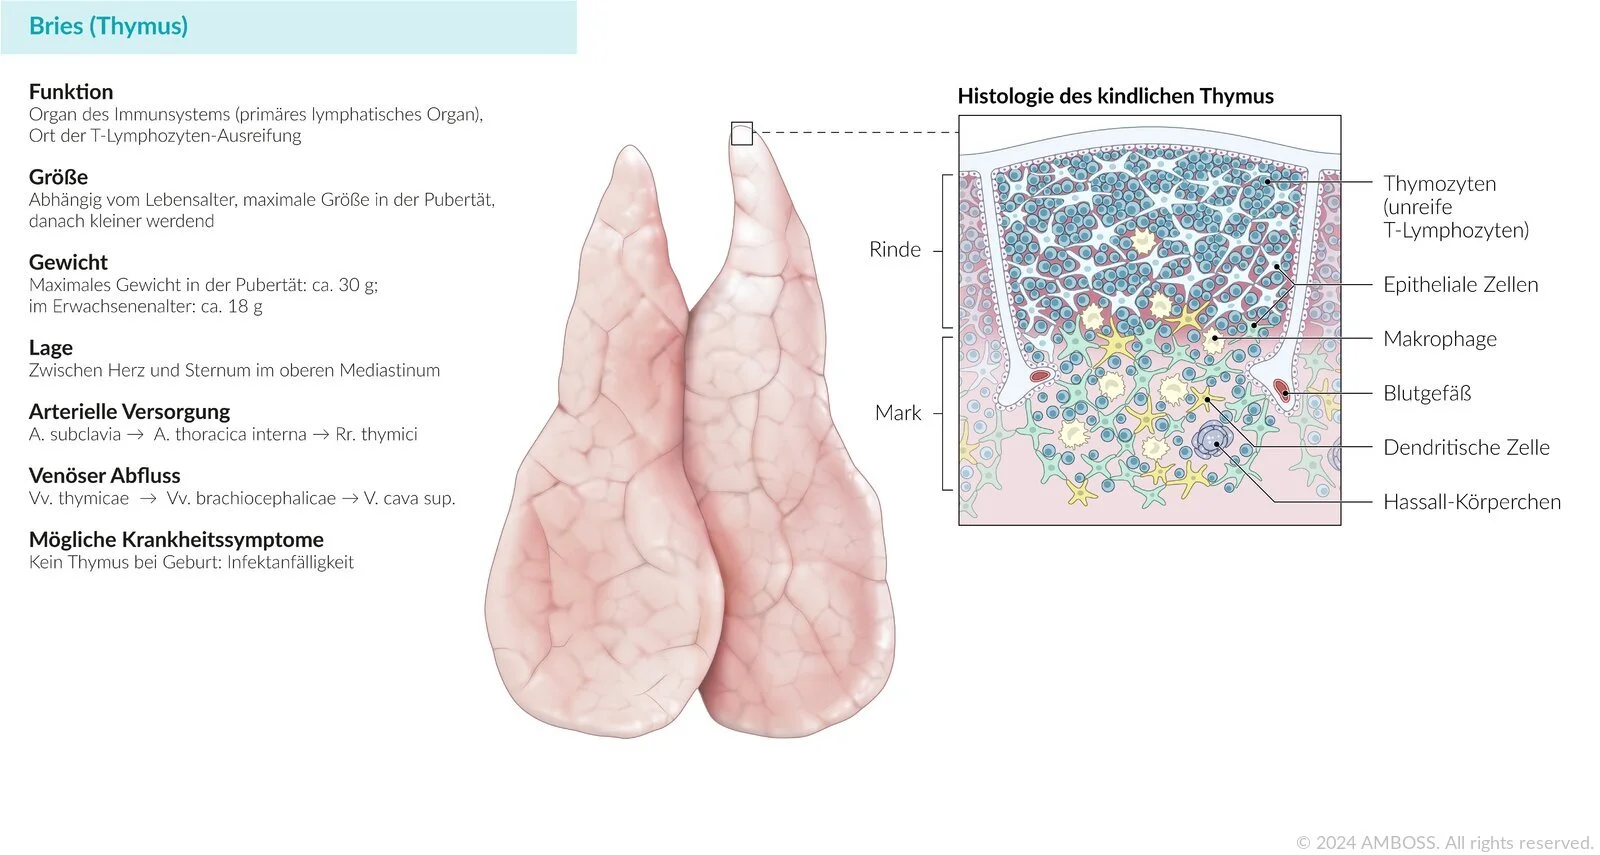 Bries (Thymus)
Funktion
Organ des Immunsystems (primäres lymphatisches Organ),
Ort der T-Lymphozyten-Ausreifung
Größe
Abhängig vom Lebensalter, maximale Größe in der Pubertät,
danach kleiner werdend
Gewicht
Maximales Gewicht in der Pubertät: ca. 30 g;
im Erwachsenenalter: ca. 18 g
Lage
Zwischen Herz und Sternum im oberen Mediastinum
Arterielle Versorgung
A. subclavia → A. thoracica interna → Rr. thymici
Venöser Abfluss
Vv. thymicae → Vv. brachiocephalicae → V. cava sup.
Mögliche Krankheitssymptome
Kein Thymus bei Geburt: Infektanfälligkeit
Histologie des kindlichen Thymus
Rinde
Mark
Thymozyten
(unreife
T-Lymphozyten)
Epitheliale Zellen
Makrophage
Blutgefäß
Dendritische Zelle
Hassall-Körperchen
© 2024 AMBOSS. All rights reserved.